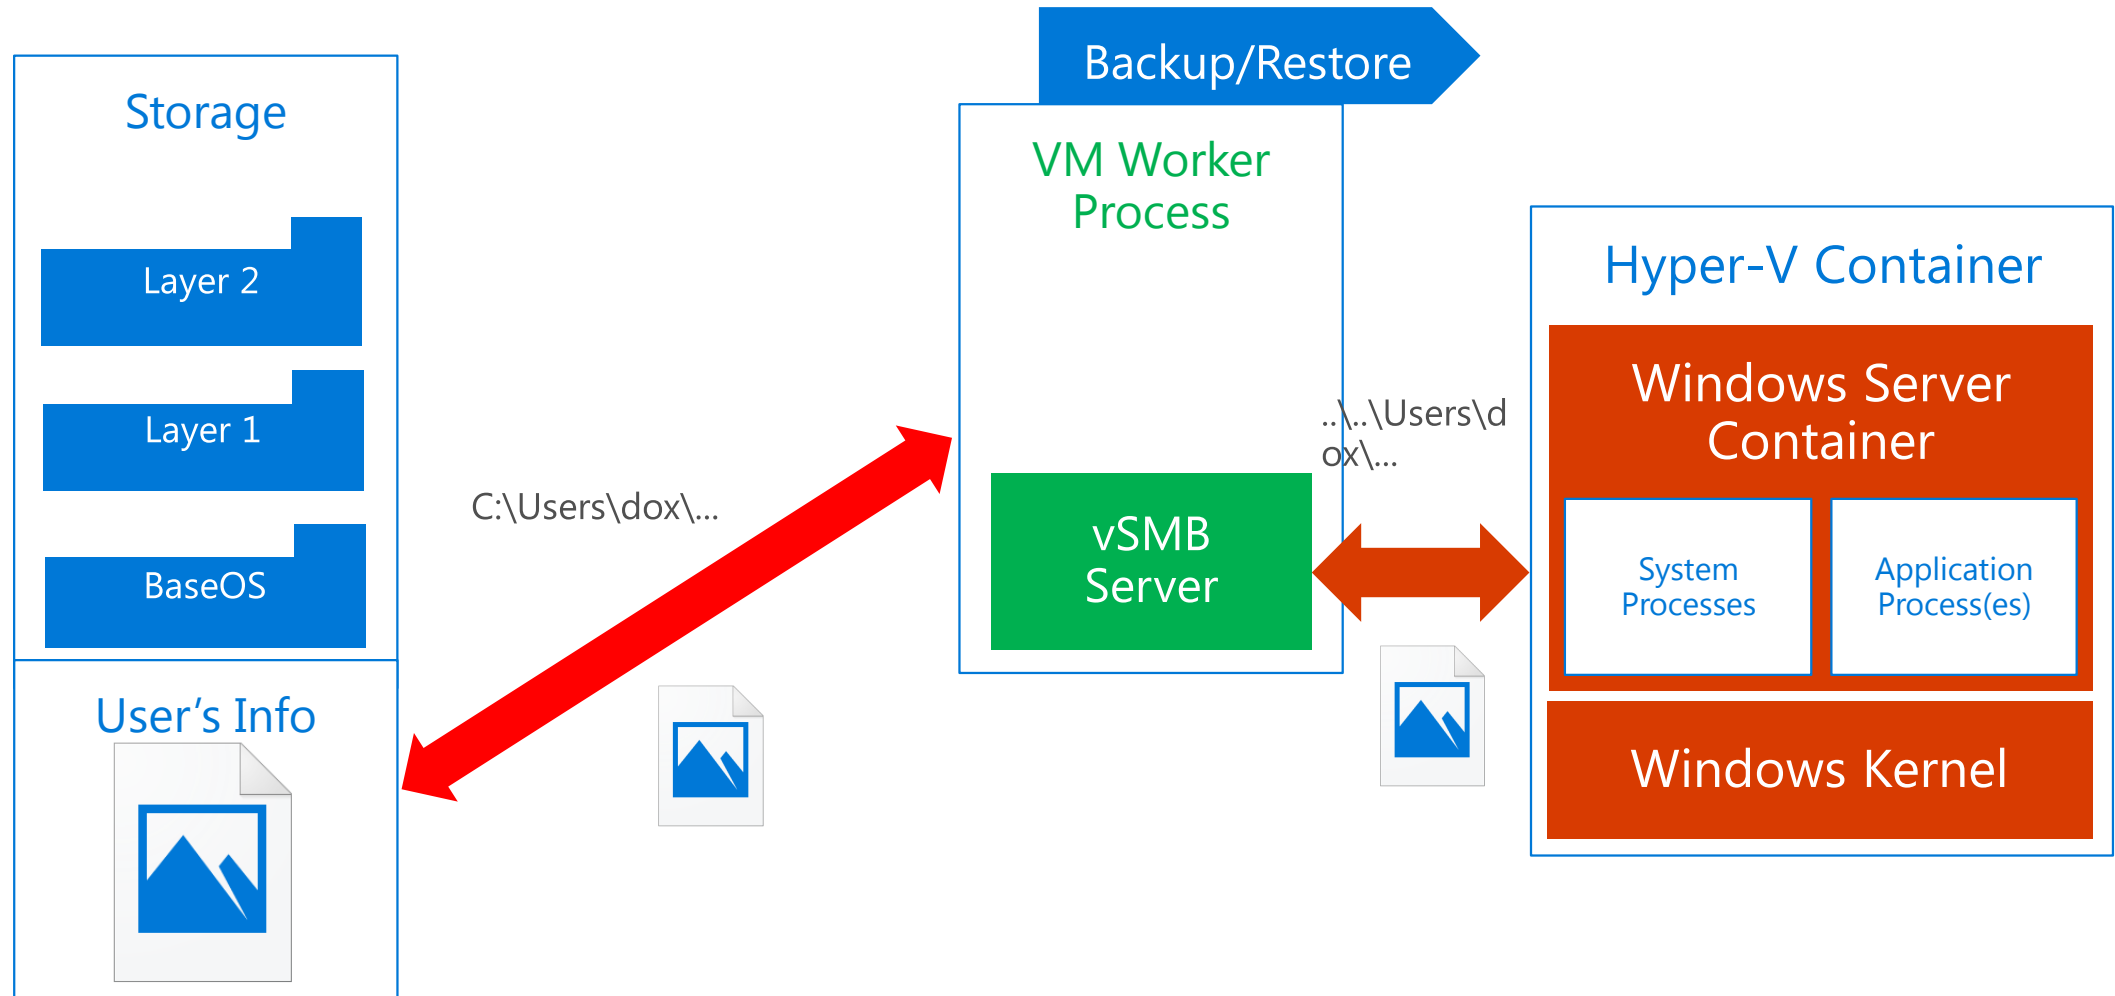 Backup/Restore
Storage
VM Worker
Process
Layer 2
Hyper-V Container
Layer 1
Windows Server
Container
..\..\Users\d
ox\...
C:\Users\dox\...
vSMB
Server
BaseOS
System
Processes
Application
Process(es)
User’s Info
Windows Kernel